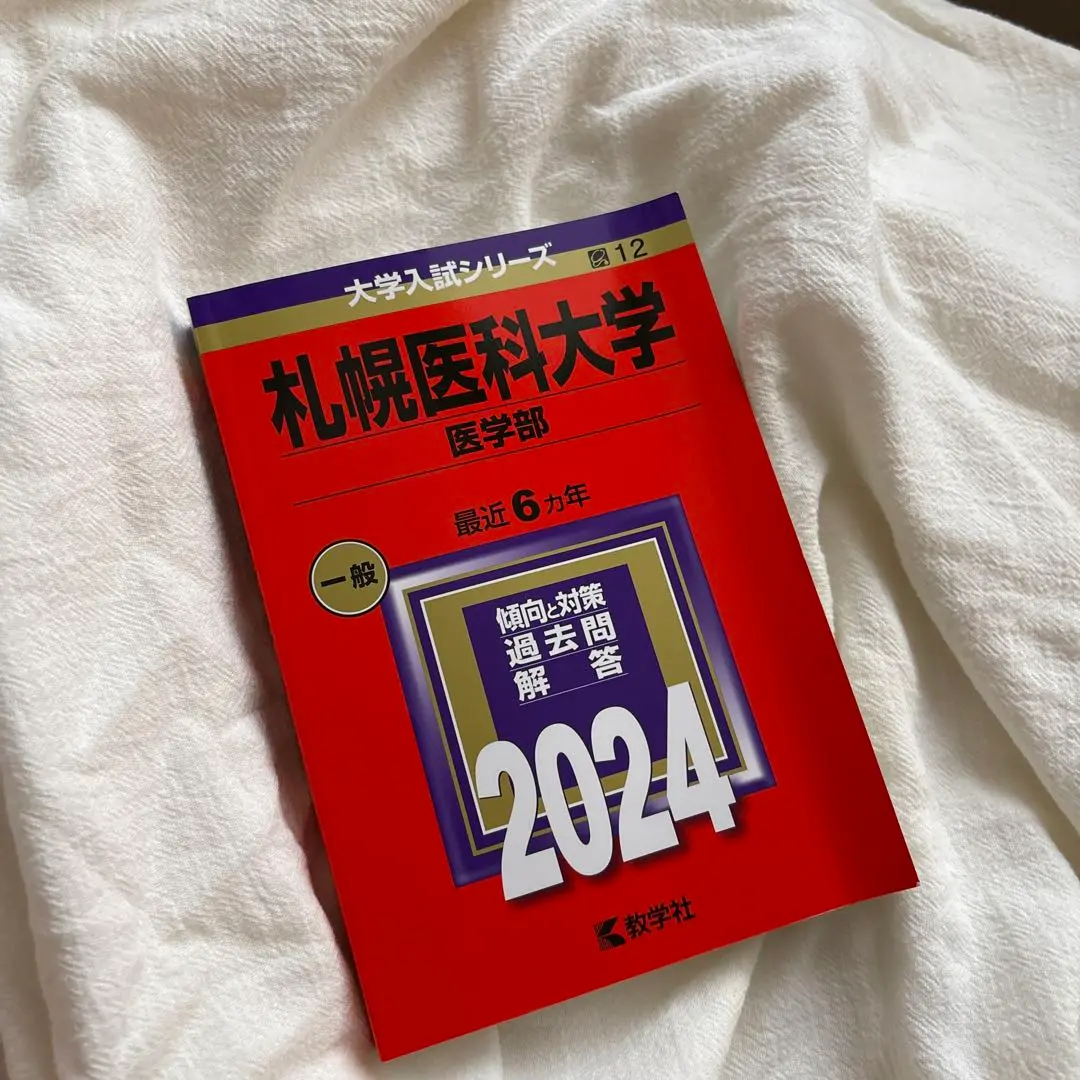 大学入試シリーズ
12
札幌医科大学
医学部
最近6カ年
一般
傾向と対策
過去問
解答
2024
教学社